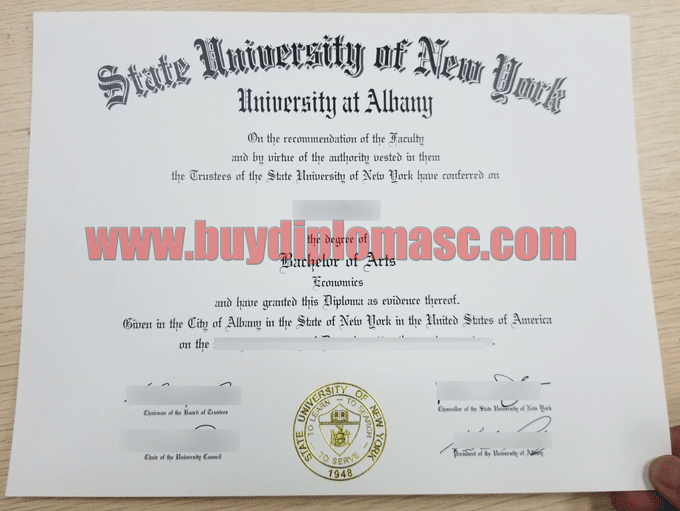 State University of New York
University at Albany
On the recommendation of the Faculty
and by virtue of the authority vested in them
the Trustees of the State University of New York have conferred on
www.buydiplomasc.com
the degree of
Bachelor of Arts
Economics
and have granted this Diploma as evidence thereof.
Given in the City of Albany in the State of New York in the United States of America
on the
Chairman of the Board of Trustees
Chancellor of the State University of New York
Chair of the University Council
President of the University of Albany
STATE UNIVERSITY OF NEW YORK
TO LEARN - TO SEARCH
TO SERVE
1948